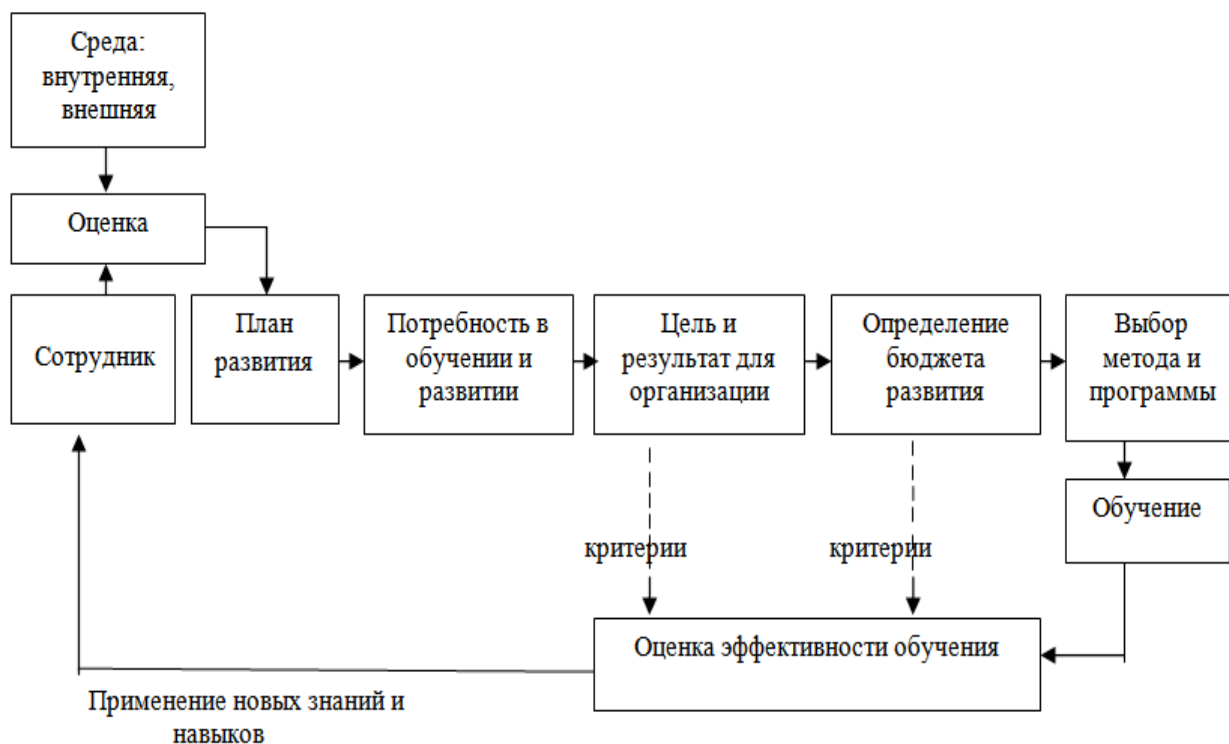 Среда:
внутренняя,
внешняя
Оценка
Сотрудник
План
развития
Потребность в
обучении и
развитии
Цель и
результат для
организации
Определение
бюджета
развития
Выбор
метода и
программы
Обучение
критерии
критерии
Оценка эффективности обучения
Применение новых знаний и
навыков